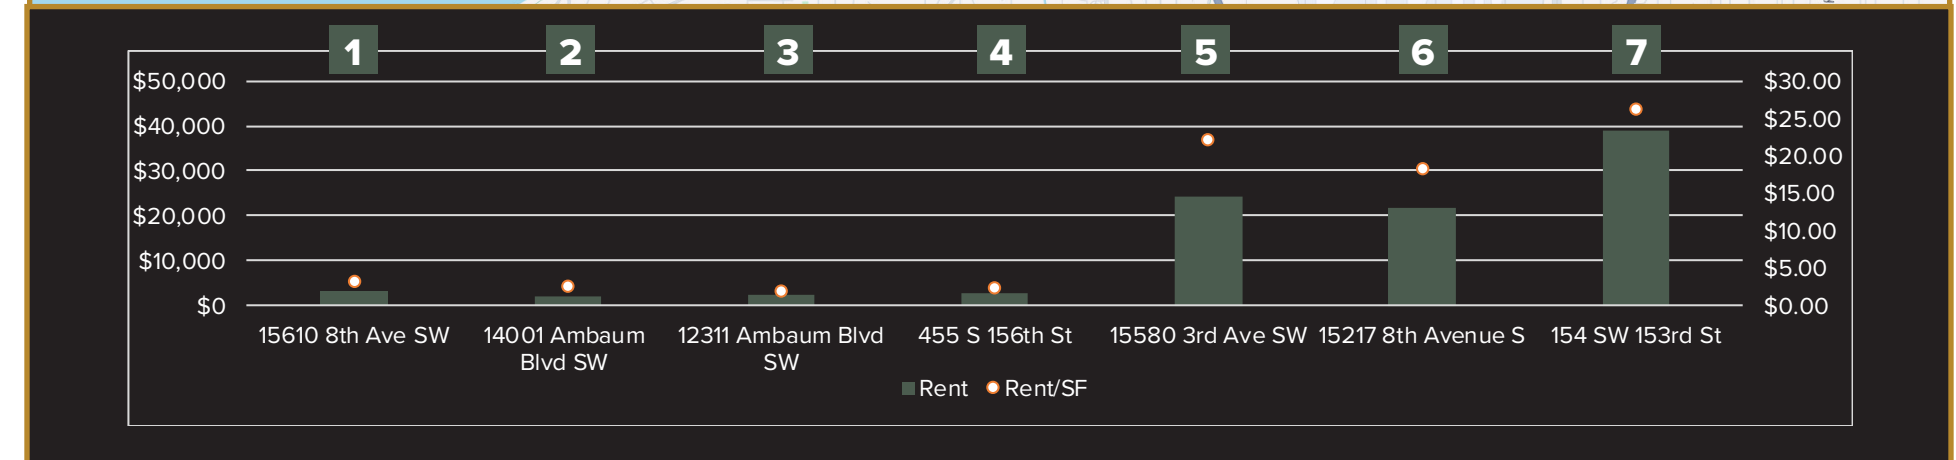 1 2 3 4 5 6 7
$50,000
$40,000
$30,000
$20,000
$10,000
$0
$30.00
$25.00
$20.00
$15.00
$10.00
$5.00
$0.00
15610 8th Ave SW
14001 Ambaum
Blvd SW
12311 Ambaum Blvd
SW
455 S 156th St
15580 3rd Ave SW
15217 8th Avenue S
154 SW 153rd St
Rent Rent/SF